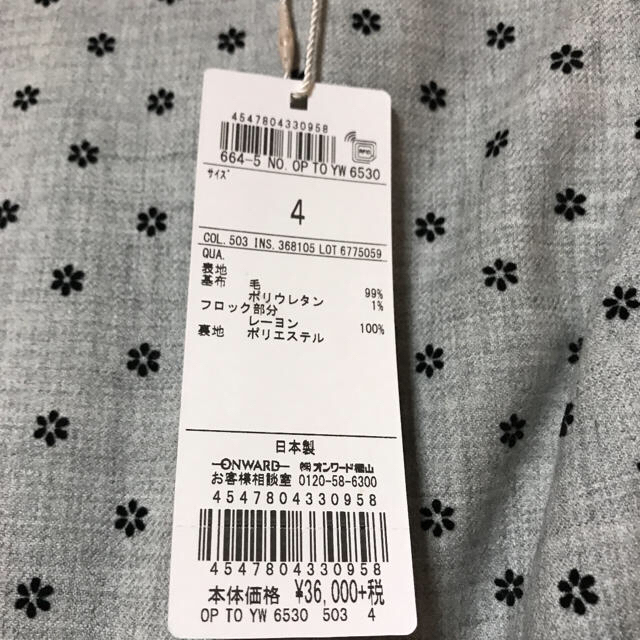 4547804330958
664-5 NO. OP TO YW 6530
RFID
サイズ
4
COL. 503 INS. 368105 LOT 6775059
QUA.
表地
基布 毛 99%
ポリウレタン 1%
フロック部分
レーヨン 100%
裏地 ポリエステル
日本製
ONWARD ㈱オンワード樫山
お客様相談室 0120-58-6300
4547804330958
4547804330958
本体価格 ¥36,000+税
OP TO YW 6530 503 4